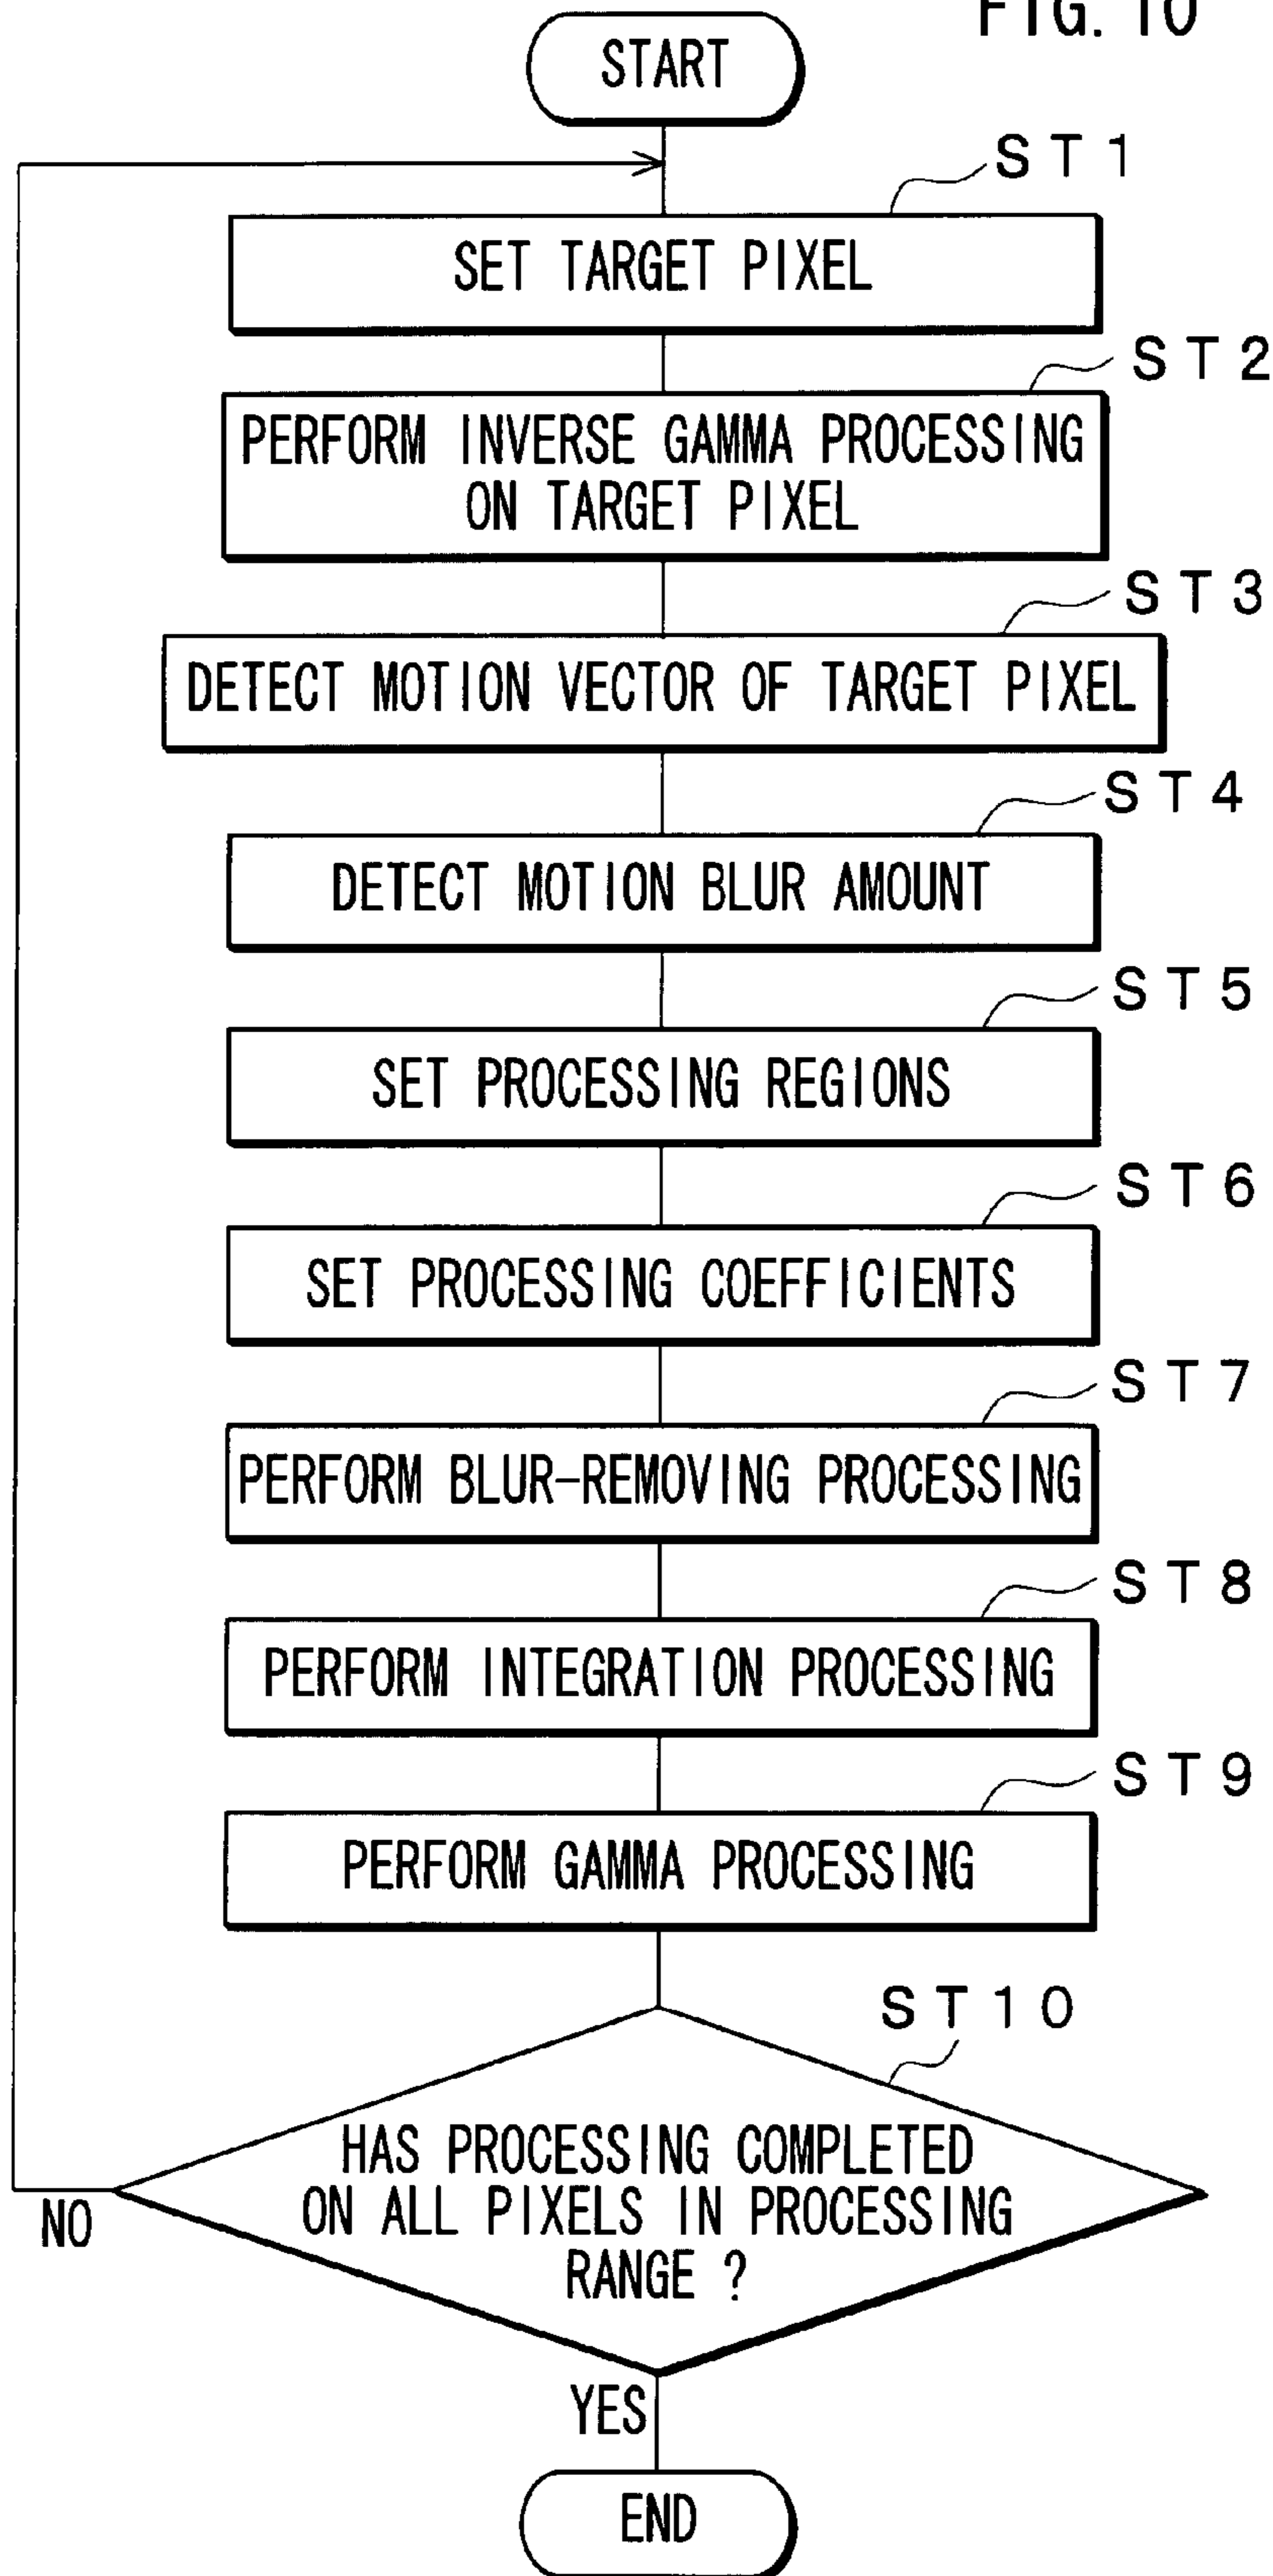 FIG. 10
START
ST1
SET TARGET PIXEL
ST2
PERFORM INVERSE GAMMA PROCESSING
ON TARGET PIXEL
ST3
DETECT MOTION VECTOR OF TARGET PIXEL
ST4
DETECT MOTION BLUR AMOUNT
ST5
SET PROCESSING REGIONS
ST6
SET PROCESSING COEFFICIENTS
ST7
PERFORM BLUR-REMOVING PROCESSING
ST8
PERFORM INTEGRATION PROCESSING
ST9
PERFORM GAMMA PROCESSING
ST10
HAS PROCESSING COMPLETED
ON ALL PIXELS IN PROCESSING
RANGE ?
NO
YES
END